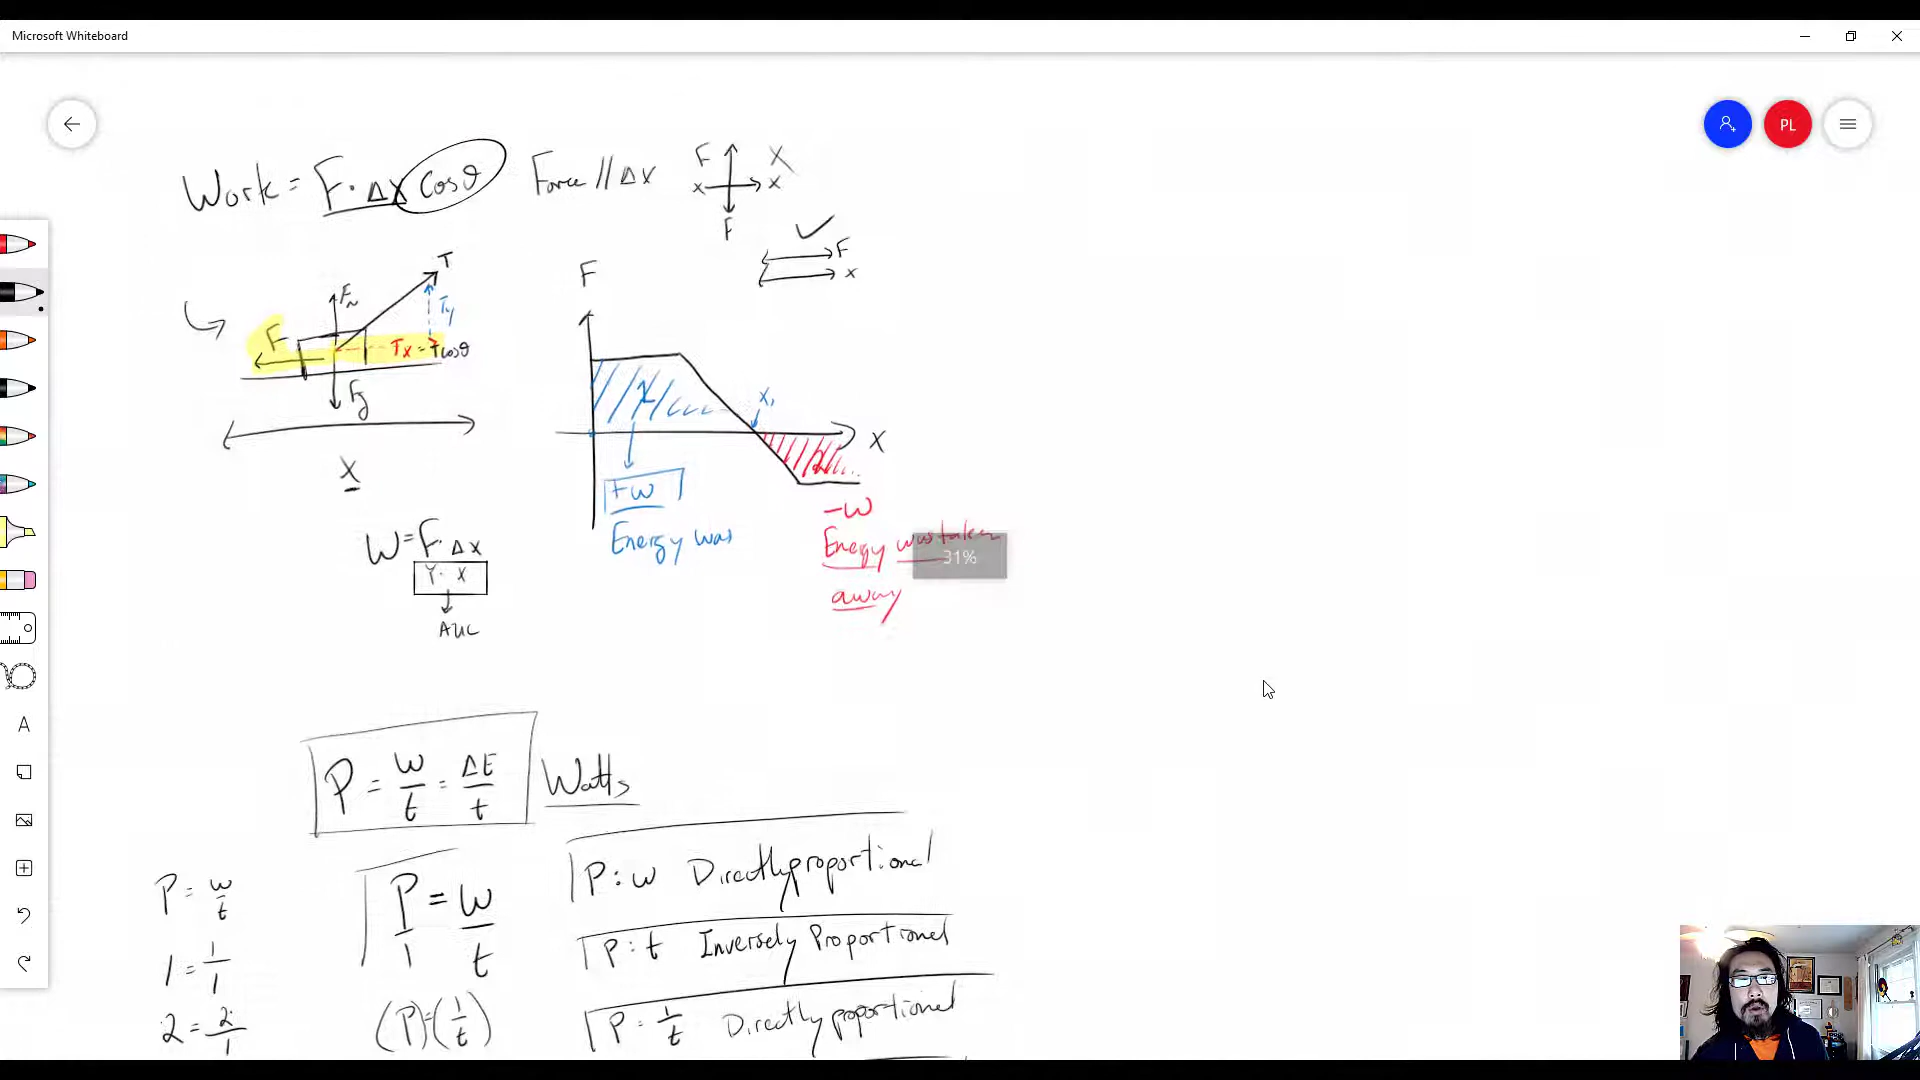 Microsoft Whiteboard
PL
Work = F · Δx cosθ
Force // Δx
F
X
x
x
F
F
x
T
Ty
FN
F
Tx = Tcosθ
Fg
X
F
x₁
X
+W
Energy was
-W
Energy was taken
away
31%
W = F · Δx
Y · X
AUC
P = W/t = ΔE/t
Watts
P : W Directly proportional
P : t Inversely Proportional
P : 1/t Directly proportional
P = W/t
1 = 1/1
2 = 2/1
P/1 = W/t
(P) = (1/t)
A